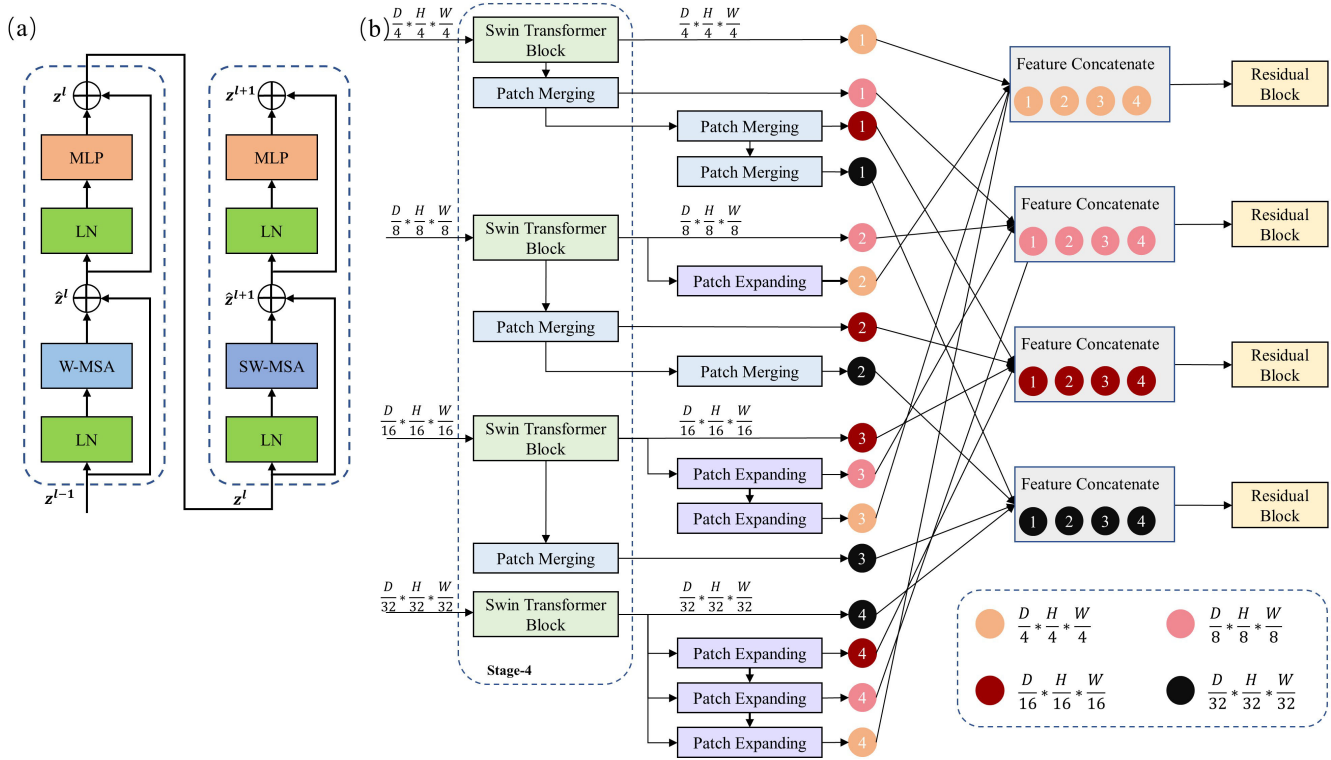 (a)
z^l
MLP
LN
ẑ^l
W-MSA
LN
z^{l-1}
z^{l+1}
MLP
LN
ẑ^{l+1}
SW-MSA
LN
z^l
(b)
D/4 * H/4 * W/4
Swin Transformer
Block
D/4 * H/4 * W/4
1
Patch Merging
1
Patch Merging
1
Patch Merging
1
D/8 * H/8 * W/8
Swin Transformer
Block
D/8 * H/8 * W/8
2
Patch Expanding
2
Patch Merging
2
Patch Merging
2
D/16 * H/16 * W/16
Swin Transformer
Block
D/16 * H/16 * W/16
3
Patch Expanding
3
Patch Expanding
3
Patch Merging
3
D/32 * H/32 * W/32
Swin Transformer
Block
D/32 * H/32 * W/32
4
Patch Expanding
4
Patch Expanding
4
Patch Expanding
4
Stage-4
Feature Concatenate
1 2 3 4
Residual
Block
Feature Concatenate
1 2 3 4
Residual
Block
Feature Concatenate
1 2 3 4
Residual
Block
Feature Concatenate
1 2 3 4
Residual
Block
D/4 * H/4 * W/4
D/8 * H/8 * W/8
D/16 * H/16 * W/16
D/32 * H/32 * W/32